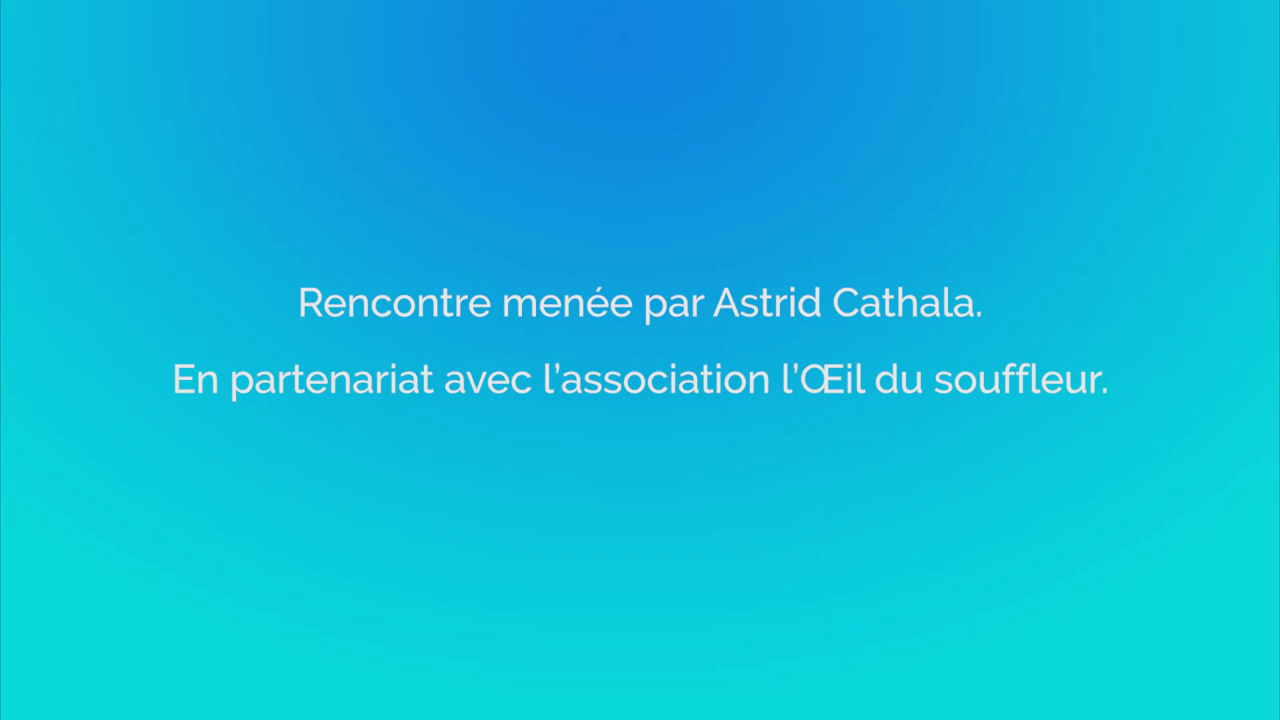 Rencontre menée par Astrid Cathala.
En partenariat avec l’association l’Œil du souffleur.